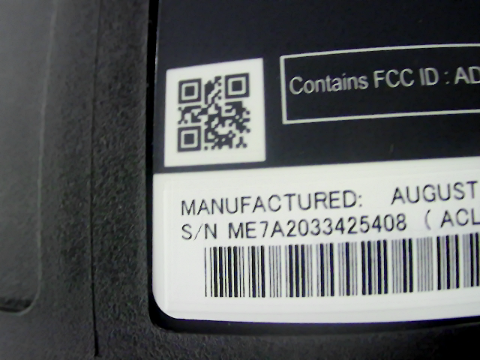 Contains FCC ID : AD
MANUFACTURED: AUGUST
S/N ME7A2033425408 ( ACL